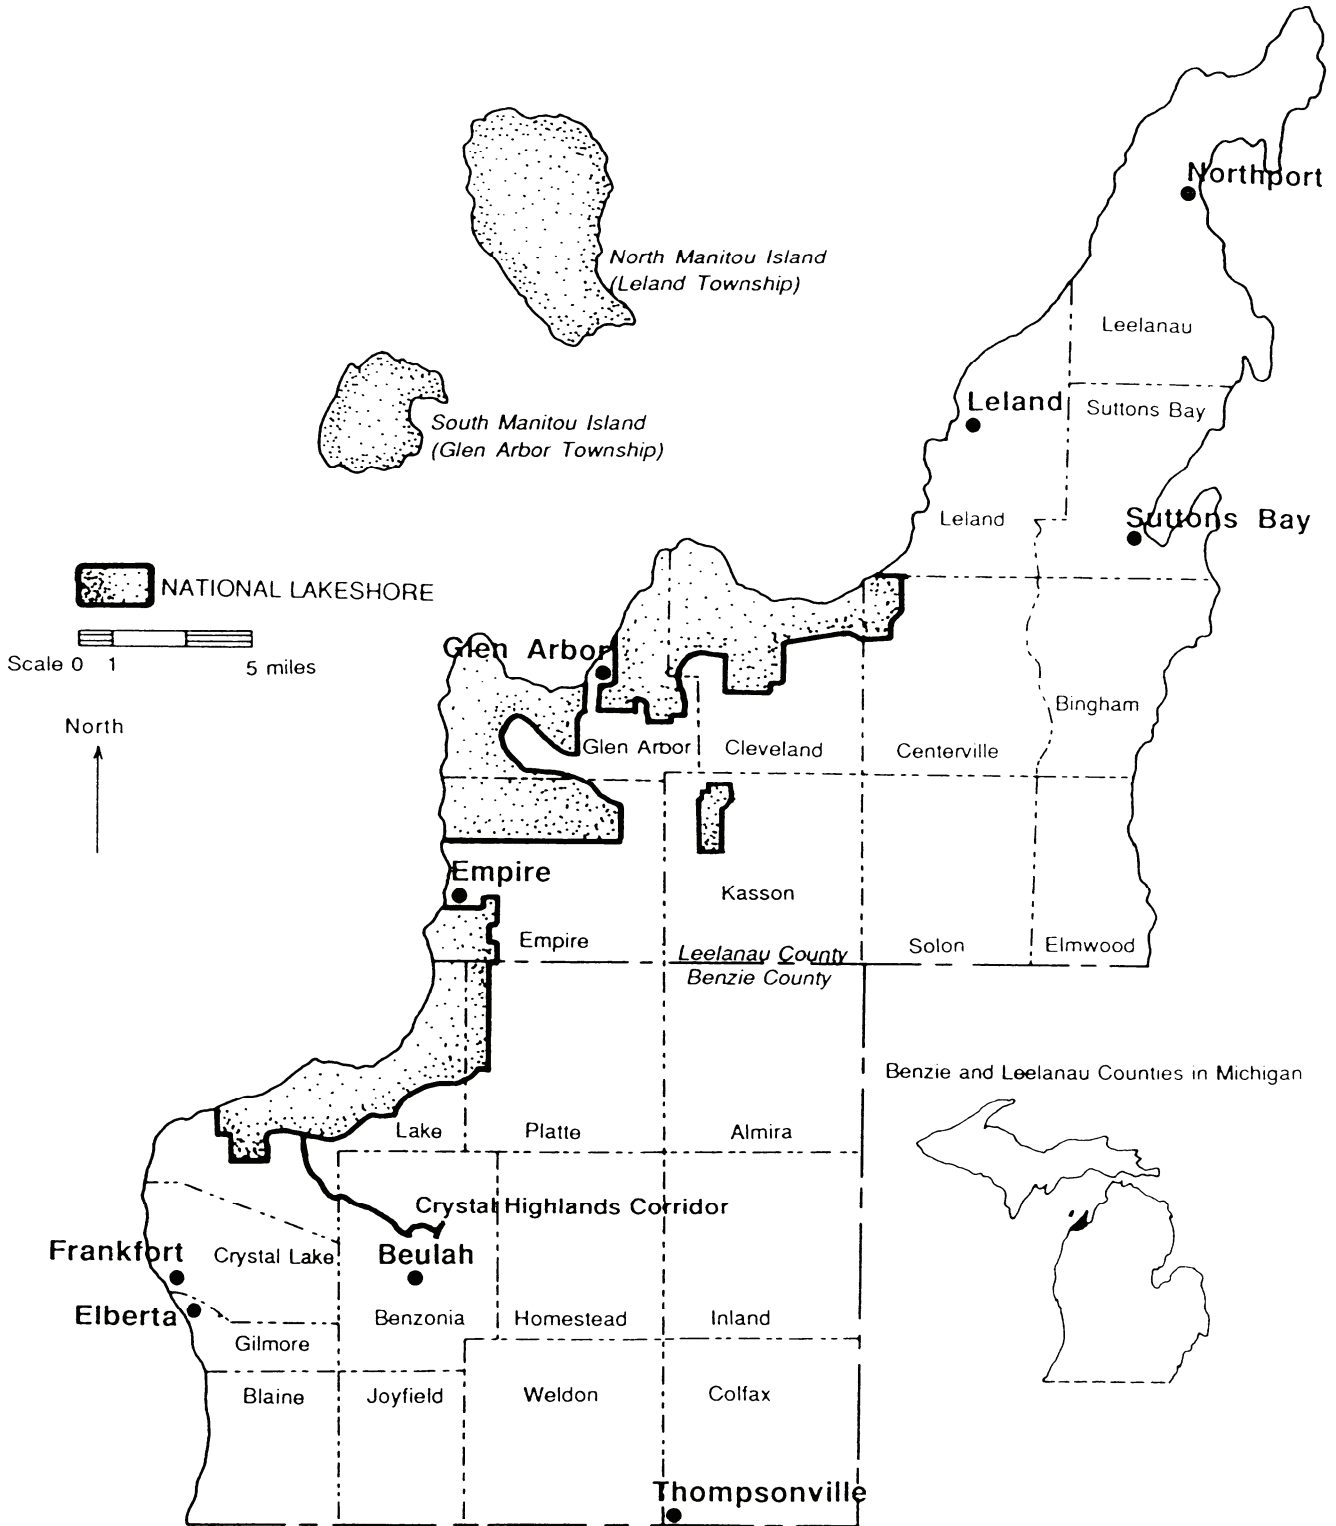 Northport
North Manitou Island
(Leland Township)
Leelanau
Leland
Suttons Bay
South Manitou Island
(Glen Arbor Township)
Leland
Suttons Bay
NATIONAL LAKESHORE
Scale 0 1 5 miles
Glen Arbor
North
Bingham
Glen Arbor
Cleveland
Centerville
Empire
Kasson
Empire
Solon
Elmwood
Leelanau County
Benzie County
Benzie and Leelanau Counties in Michigan
Lake
Platte
Almira
Crystal Highlands Corridor
Frankfort
Crystal Lake
Beulah
Elberta
Benzonia
Homestead
Inland
Gilmore
Blaine
Joyfield
Weldon
Colfax
Thompsonville